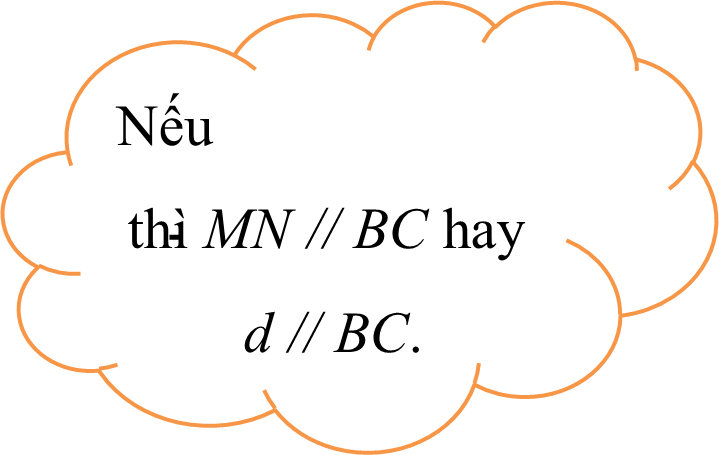 Nếu
thì MN // BC hay
d // BC.